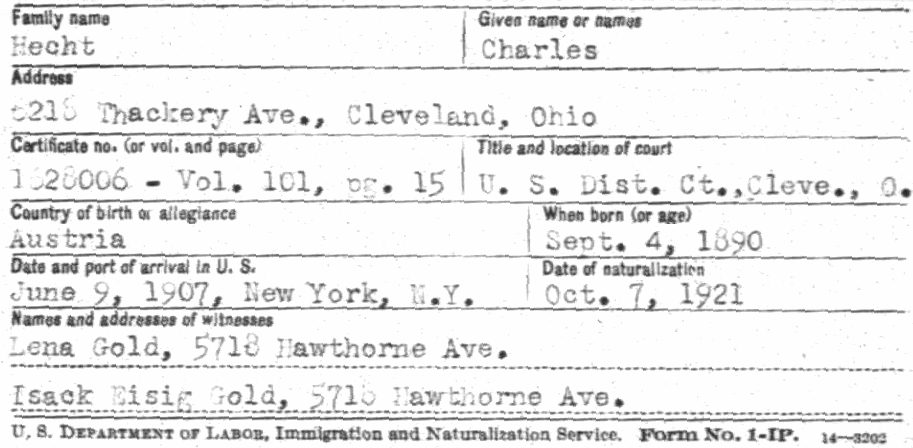 Family name Given name or names
Hecht Charles
Address
Thackery Ave., Cleveland, Ohio
Certificate no. (or vol. and page) Title and location of court
1628006 - Vol. 101, pg. 15 U. S. Dist. Ct.,Cleve., O.
Country of birth or allegiance When born (or age)
Austria Sept. 4, 1890
Date and port of arrival in U. S. Date of naturalization
June 9, 1907, New York, N.Y. Oct. 7, 1921
Names and addresses of witnesses
Lena Gold, 5718 Hawthorne Ave.
Isack Eisig Gold, 5718 Hawthorne Ave.
U. S. DEPARTMENT OF LABOR, Immigration and Naturalization Service. Form No. 1-IP. 14—3202